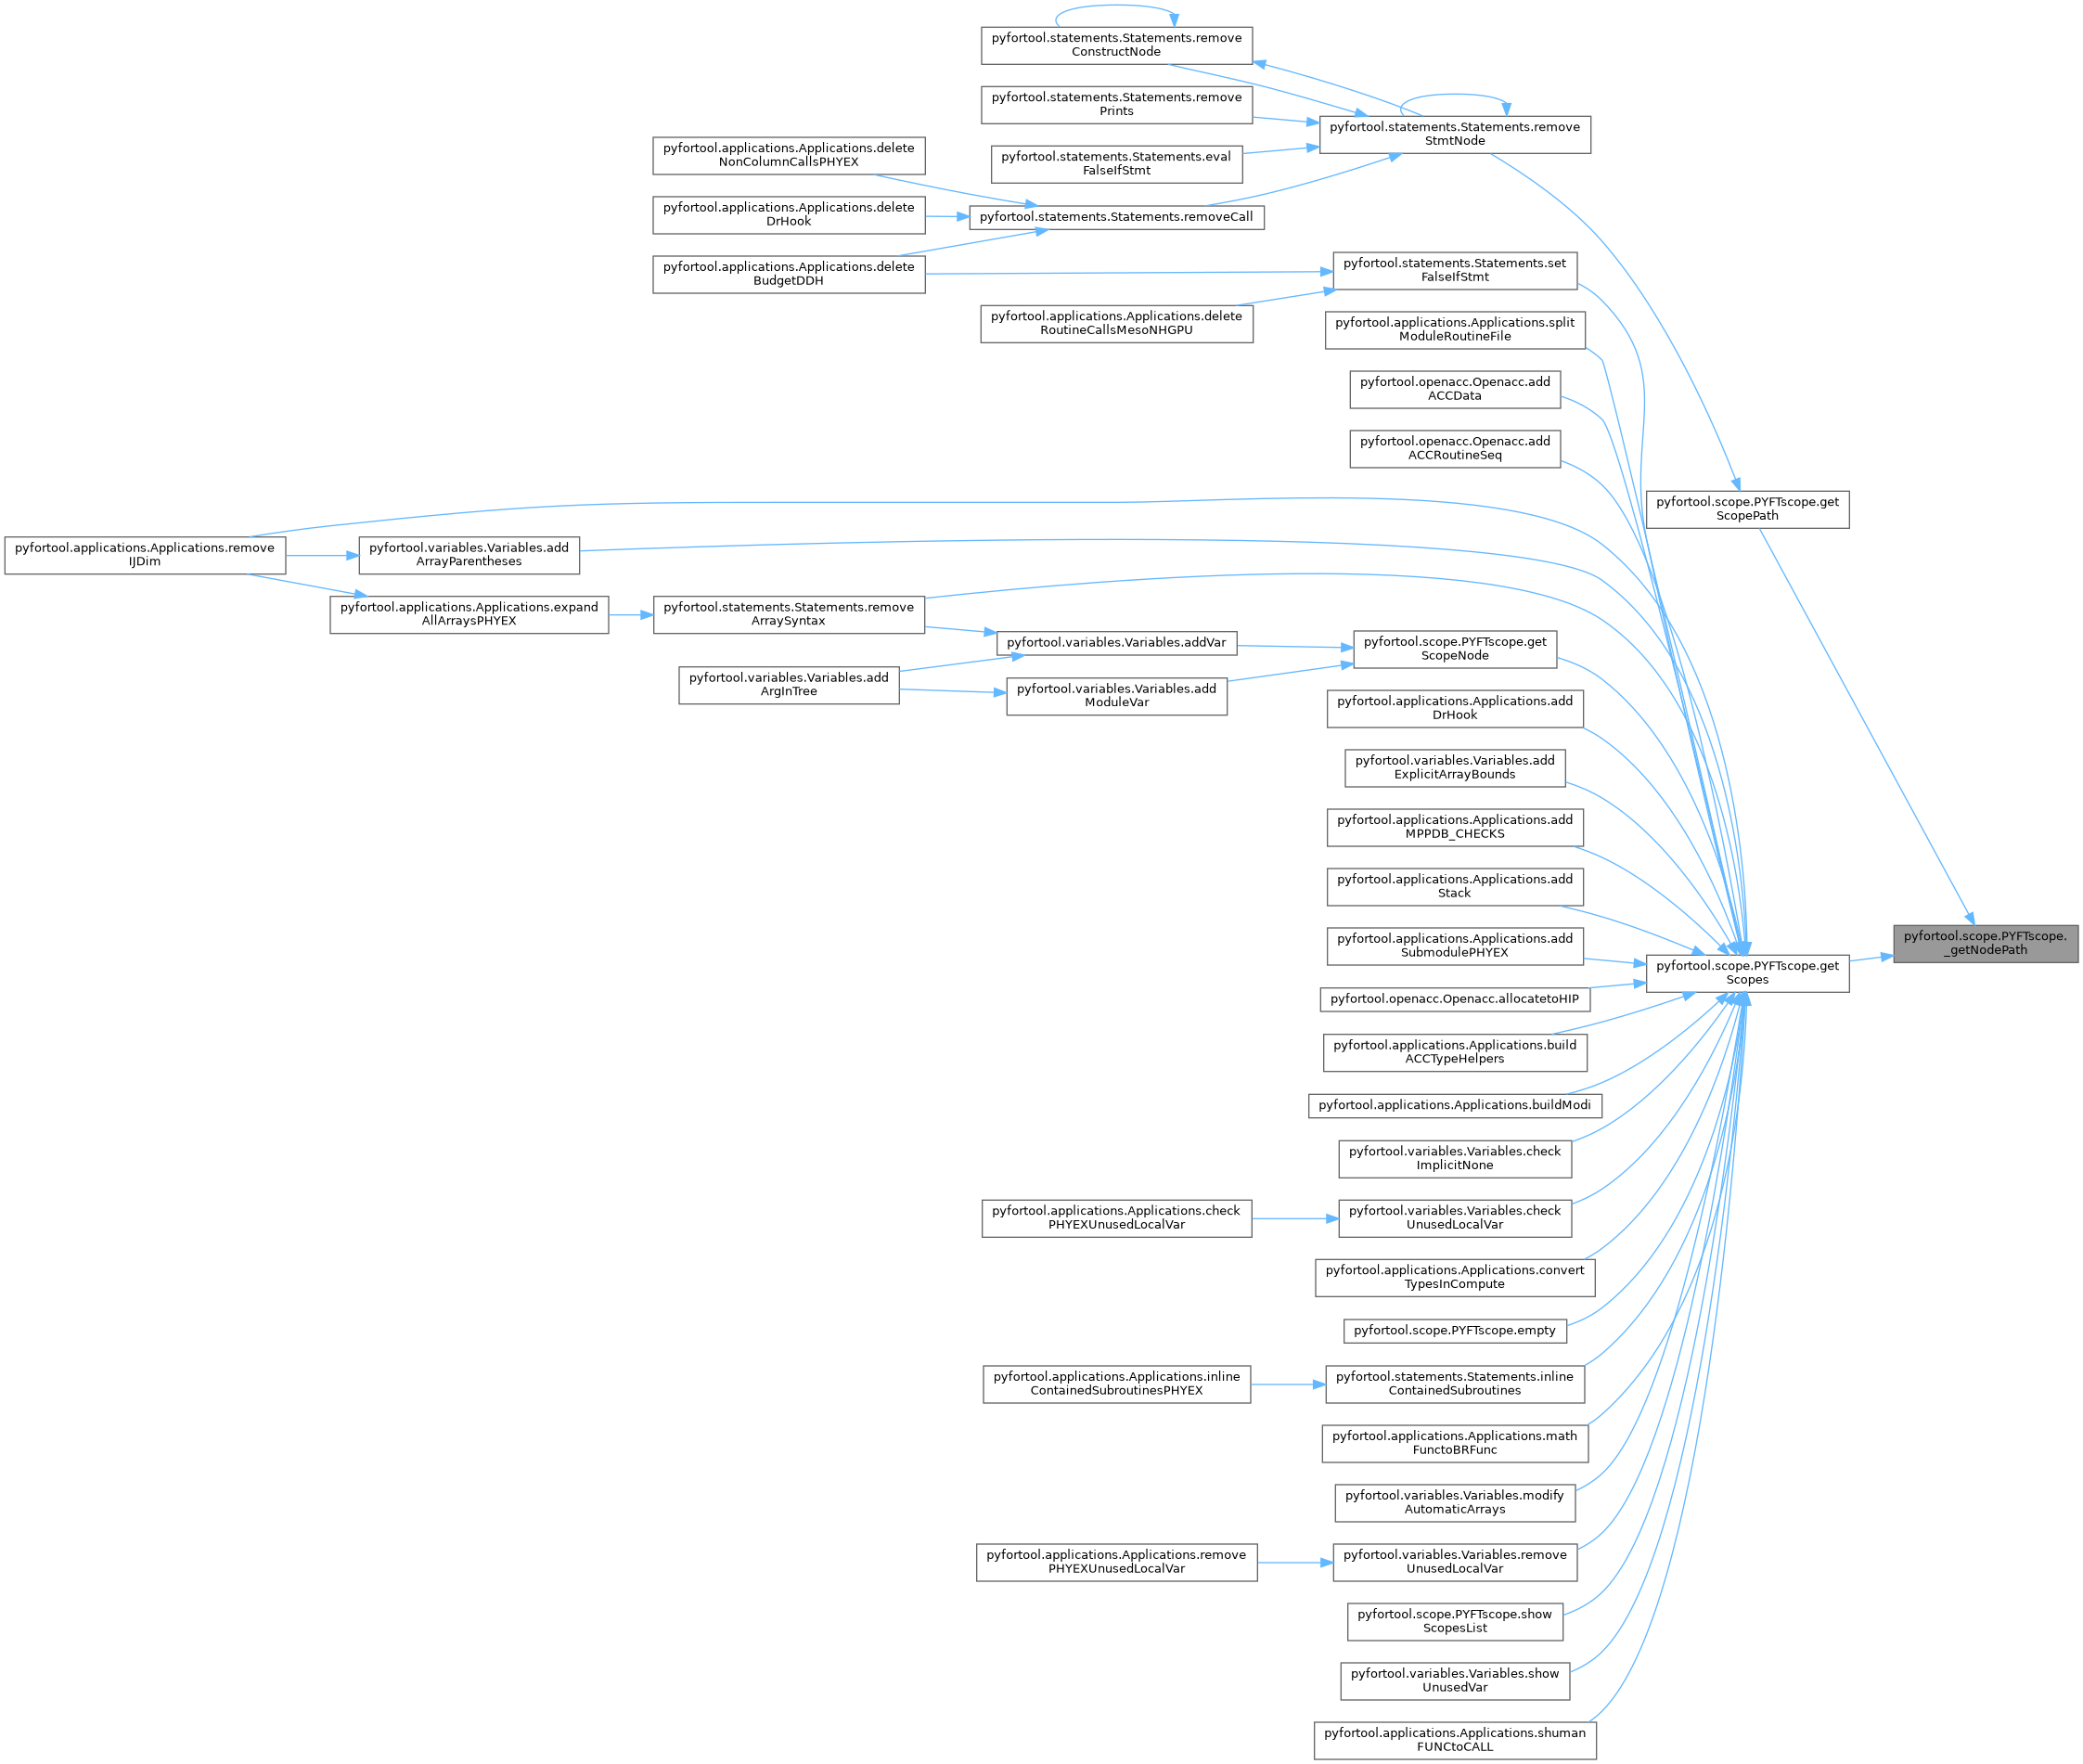 pyfortool.statements.Statements.remove
ConstructNode
pyfortool.statements.Statements.remove
Prints
pyfortool.statements.Statements.remove
StmtNode
pyfortool.applications.Applications.delete
NonColumnCallsPHYEX
pyfortool.statements.Statements.eval
FalseIfStmt
pyfortool.applications.Applications.delete
DrHook
pyfortool.statements.Statements.removeCall
pyfortool.applications.Applications.delete
BudgetDDH
pyfortool.statements.Statements.set
FalseIfStmt
pyfortool.applications.Applications.delete
RoutineCallsMesoNHGPU
pyfortool.applications.Applications.split
ModuleRoutineFile
pyfortool.openacc.Openacc.add
ACCData
pyfortool.openacc.Openacc.add
ACCRoutineSeq
pyfortool.scope.PYFTscope.get
ScopePath
pyfortool.applications.Applications.remove
IJDim
pyfortool.variables.Variables.add
ArrayParentheses
pyfortool.applications.Applications.expand
AllArraysPHYEX
pyfortool.statements.Statements.remove
ArraySyntax
pyfortool.variables.Variables.addVar
pyfortool.scope.PYFTscope.get
ScopeNode
pyfortool.variables.Variables.add
ArgInTree
pyfortool.variables.Variables.add
ModuleVar
pyfortool.applications.Applications.add
DrHook
pyfortool.variables.Variables.add
ExplicitArrayBounds
pyfortool.applications.Applications.add
MPPDB_CHECKS
pyfortool.applications.Applications.add
Stack
pyfortool.applications.Applications.add
SubmodulePHYEX
pyfortool.scope.PYFTscope.
_getNodePath
pyfortool.scope.PYFTscope.get
Scopes
pyfortool.openacc.Openacc.allocatetoHIP
pyfortool.applications.Applications.build
ACCTypeHelpers
pyfortool.applications.Applications.buildModi
pyfortool.variables.Variables.check
ImplicitNone
pyfortool.applications.Applications.check
PHYEXUnusedLocalVar
pyfortool.variables.Variables.check
UnusedLocalVar
pyfortool.applications.Applications.convert
TypesInCompute
pyfortool.scope.PYFTscope.empty
pyfortool.applications.Applications.inline
ContainedSubroutinesPHYEX
pyfortool.statements.Statements.inline
ContainedSubroutines
pyfortool.applications.Applications.math
FunctoBRFunc
pyfortool.variables.Variables.modify
AutomaticArrays
pyfortool.applications.Applications.remove
PHYEXUnusedLocalVar
pyfortool.variables.Variables.remove
UnusedLocalVar
pyfortool.scope.PYFTscope.show
ScopesList
pyfortool.variables.Variables.show
UnusedVar
pyfortool.applications.Applications.shuman
FUNCtoCALL